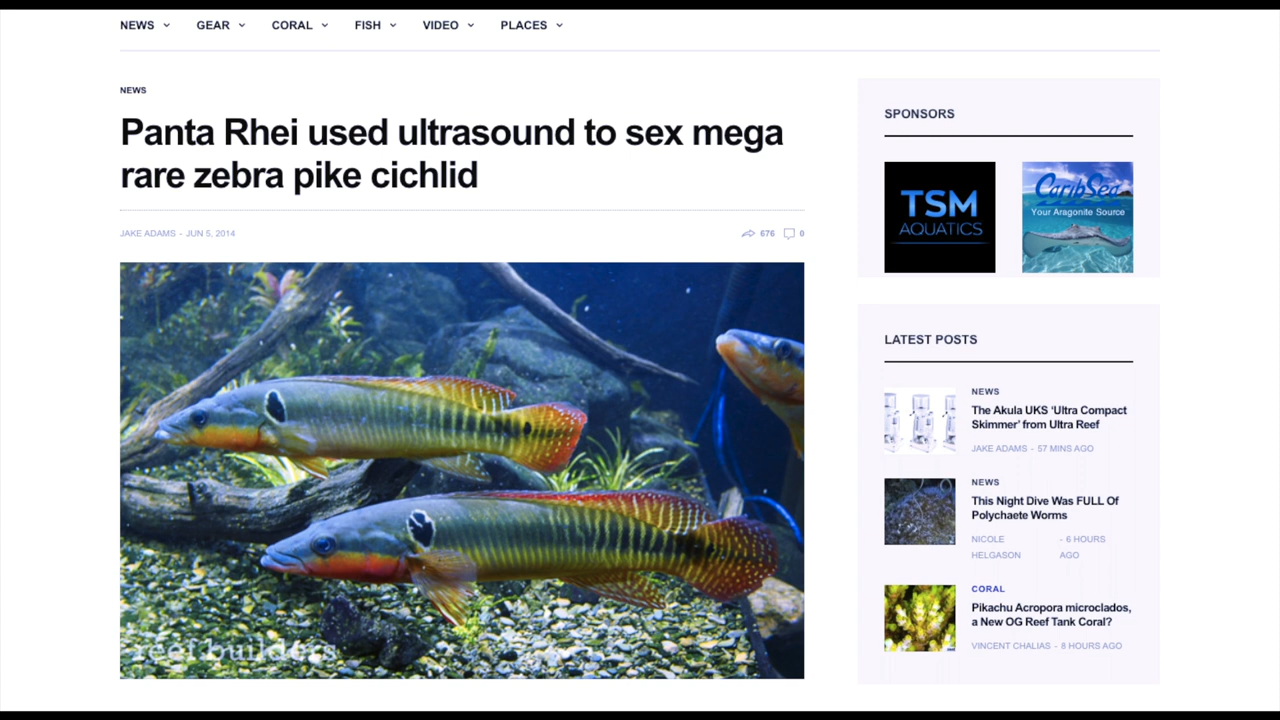 NEWS GEAR CORAL FISH VIDEO PLACES
NEWS
Panta Rhei used ultrasound to sex mega
rare zebra pike cichlid
JAKE ADAMS - JUN 5, 2014
676 0
reef builders
SPONSORS
TSM
AQUATICS
CaribSea
Your Aragonite Source
LATEST POSTS
NEWS
The Akula UKS ‘Ultra Compact
Skimmer’ from Ultra Reef
JAKE ADAMS - 57 MINS AGO
NEWS
This Night Dive Was FULL Of
Polychaete Worms
NICOLE - 6 HOURS
HELGASON AGO
CORAL
Pikachu Acropora microclados,
a New OG Reef Tank Coral?
VINCENT CHALIAS - 8 HOURS AGO